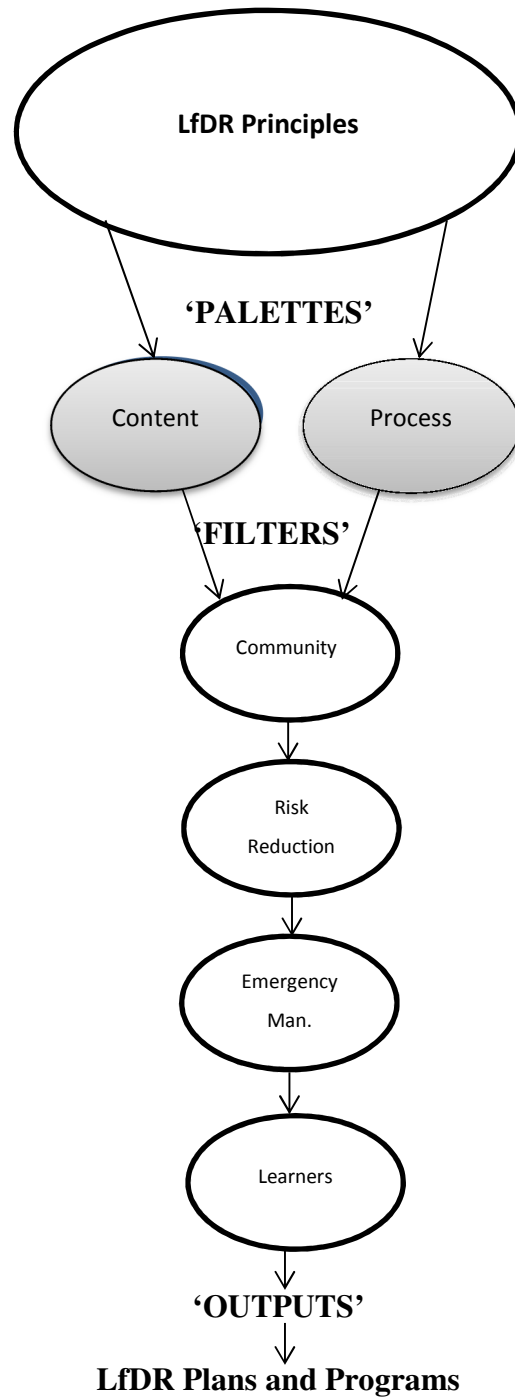 LfDR Principles
‘PALETTES’
Content
Process
‘FILTERS’
Community
Risk
Reduction
Emergency
Man.
Learners
‘OUTPUTS’
LfDR Plans and Programs